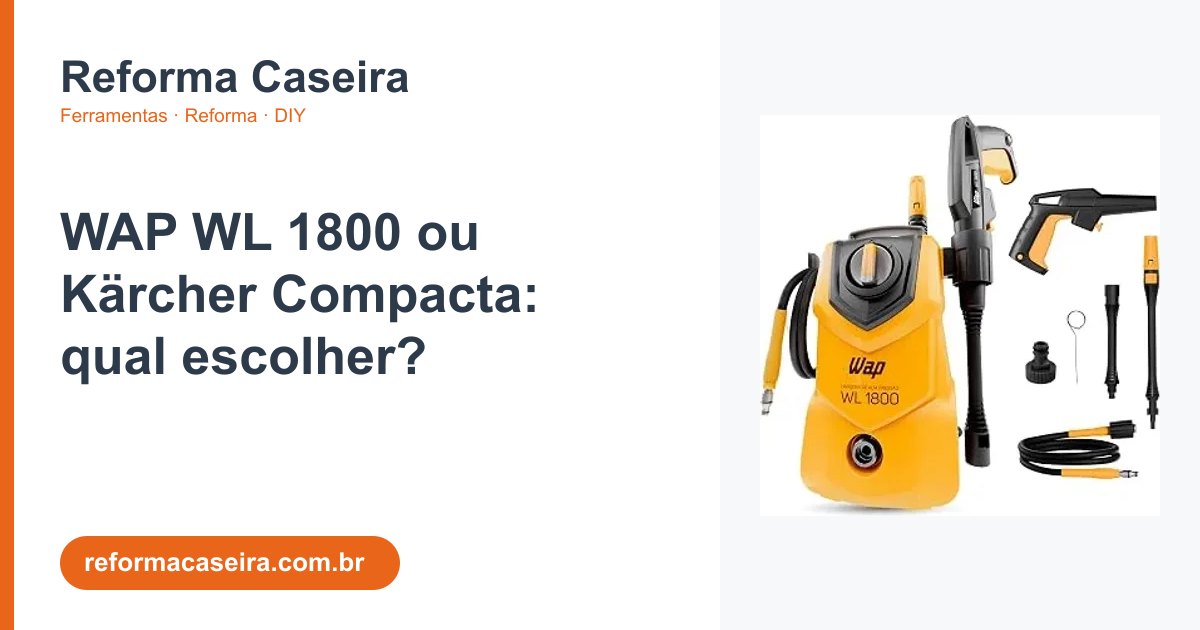 Reforma Caseira
Ferramentas · Reforma · DIY
WAP WL 1800 ou
Kärcher Compacta:
qual escolher?
reformacaseira.com.br
Wap
WL 1800